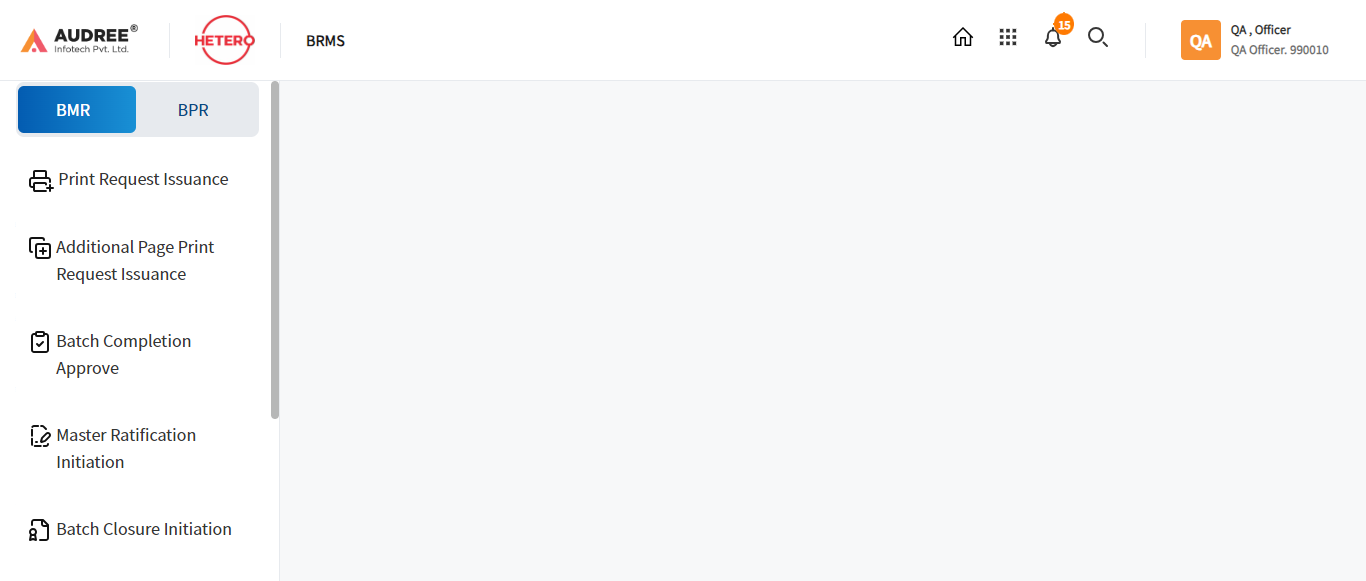 AUDREE®
Infotech Pvt. Ltd.
HETERO
BRMS
15
QA
QA , Officer
QA Officer. 990010
BMR
BPR
Print Request Issuance
Additional Page Print
Request Issuance
Batch Completion
Approve
Master Ratification
Initiation
Batch Closure Initiation